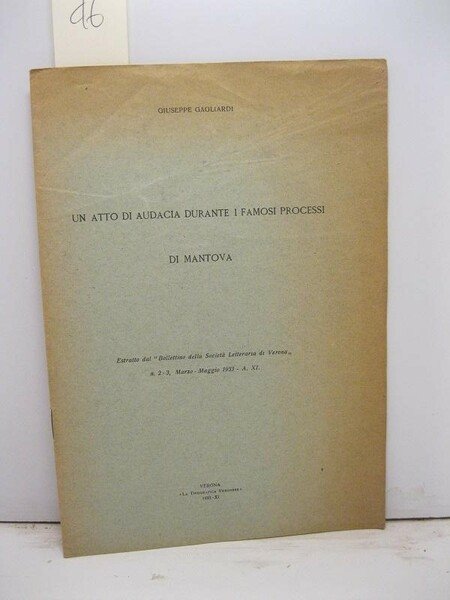 d6
GIUSEPPE GAGLIARDI
UN ATTO DI AUDACIA DURANTE I FAMOSI PROCESSI
DI MANTOVA
Estratto dal "Bollettino della Società Letteraria di Verona„
n. 2-3, Marzo-Maggio 1933 - A. XI.
VERONA
«La Tipografica Veronese»
1933-XI